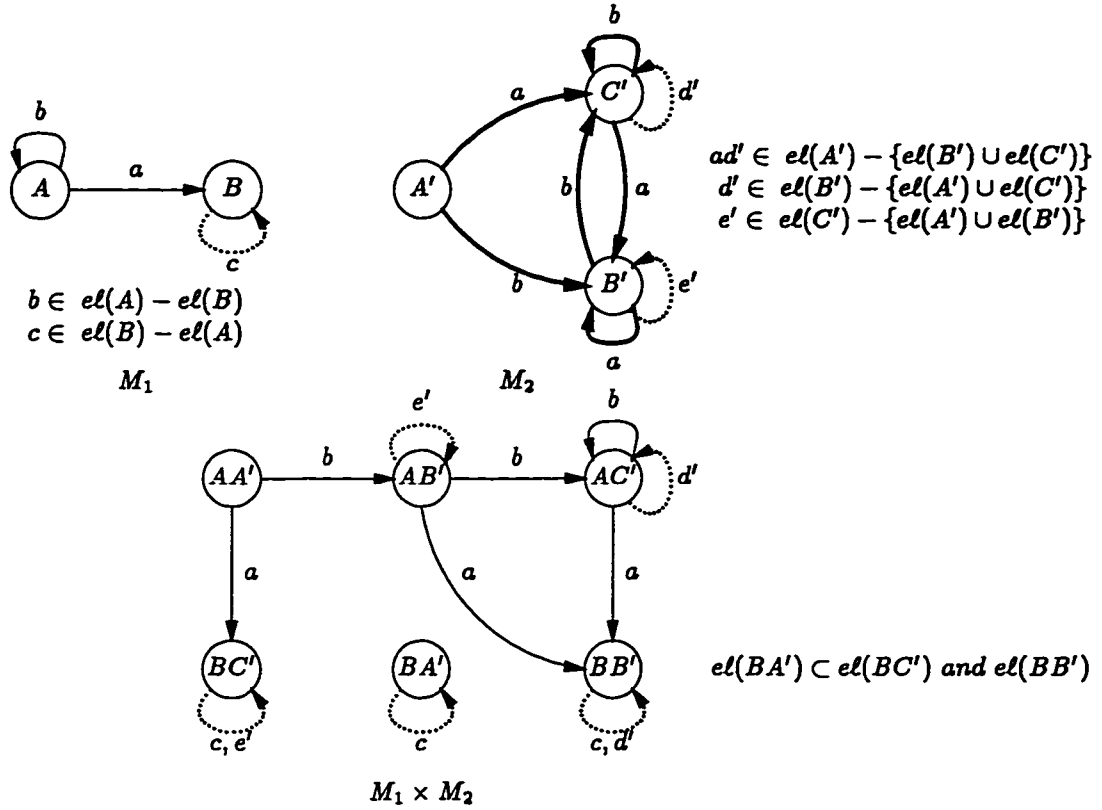 b
A
a
B
c
b ∈ el(A) − el(B)
c ∈ el(B) − el(A)
M₁
b
C'
d'
a
A'
b
a
b
B'
e'
a
M₂
ad' ∈ el(A') − {el(B') ∪ el(C')}
d' ∈ el(B') − {el(A') ∪ el(C')}
e' ∈ el(C') − {el(A') ∪ el(B')}
e'
b
AA'
b
AB'
b
AC'
d'
a
a
a
BC'
BA'
BB'
el(BA') ⊂ el(BC') and el(BB')
c, e'
c
c, d'
M₁ × M₂